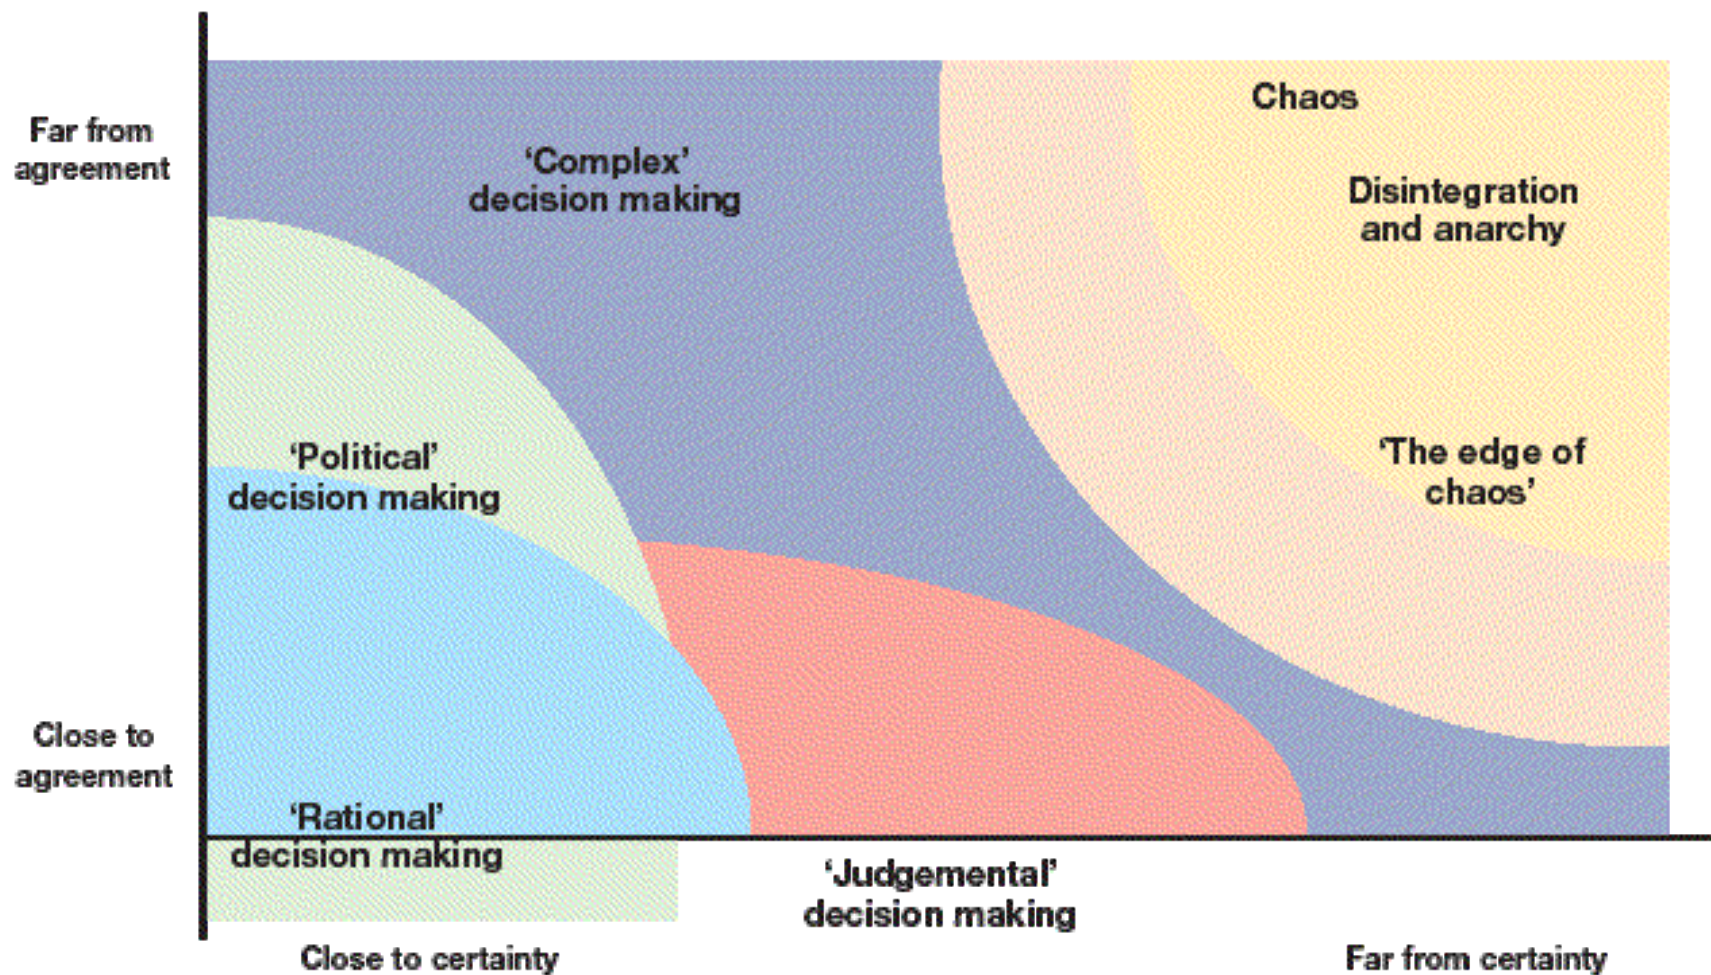 Chaos
Far from
agreement
‘Complex’
decision making
Disintegration
and anarchy
‘Political’
decision making
‘The edge of
chaos’
Close to
agreement
‘Rational’
decision making
‘Judgemental’
decision making
Close to certainty
Far from certainty